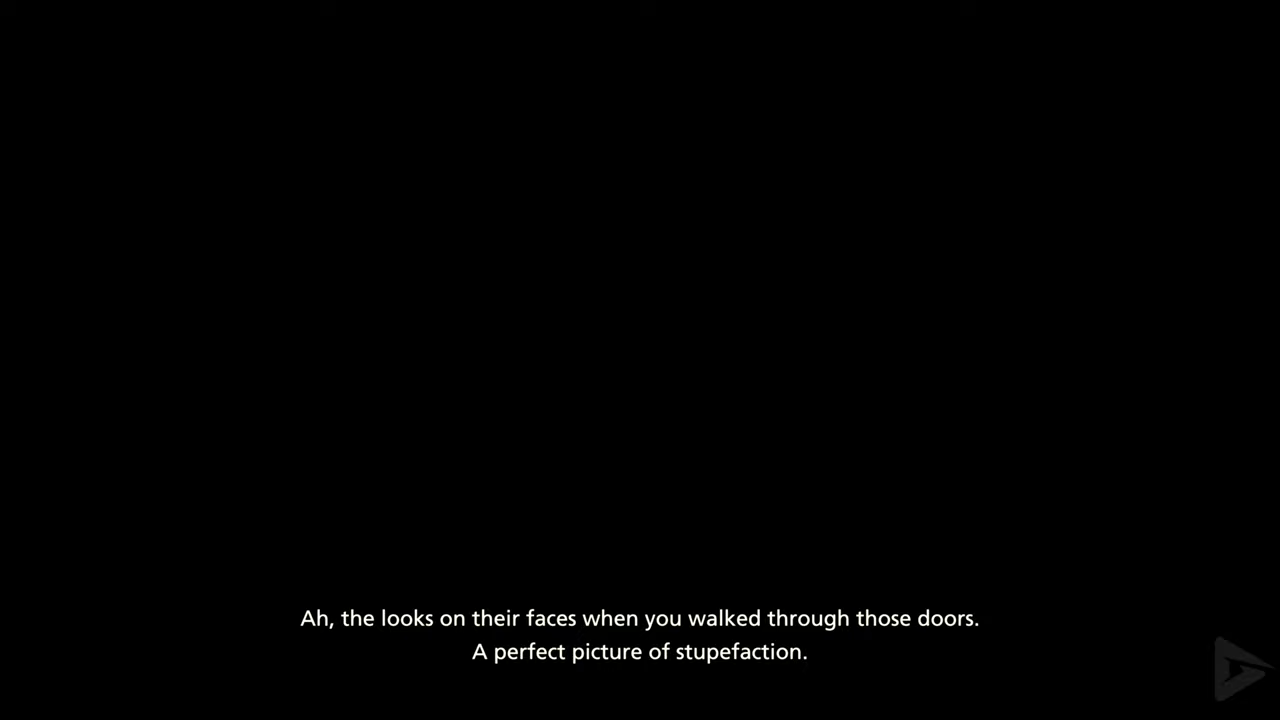 Ah, the looks on their faces when you walked through those doors.
A perfect picture of stupefaction.